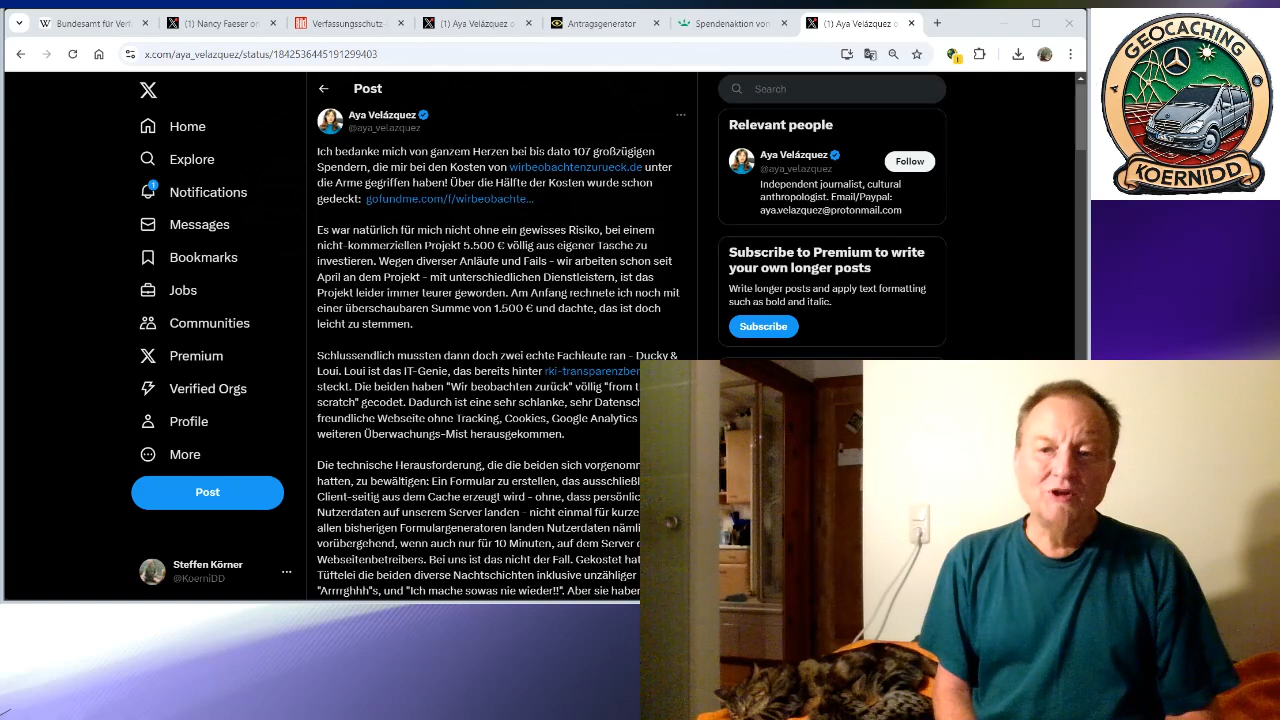 Bundesamt für Verf
(1) Nancy Faeser on
Verfassungsschutz-
(1) Aya Velázquez o
Antragsgenerator
Spendenaktion von
(1) Aya Velázquez o
x.com/aya_velazquez/status/1842536445191299403
Home
Explore
1
Notifications
Messages
Bookmarks
Jobs
Communities
Premium
Verified Orgs
Profile
More
Post
Steffen Körner
@KoerniDD
Post
Aya Velázquez
@aya_velazquez
Ich bedanke mich von ganzem Herzen bei bis dato 107 großzügigen
Spendern, die mir bei den Kosten von wirbeobachtenzurueck.de unter
die Arme gegriffen haben! Über die Hälfte der Kosten wurde schon
gedeckt: gofundme.com/f/wirbeobachte...
Es war natürlich für mich nicht ohne ein gewisses Risiko, bei einem
nicht-kommerziellen Projekt 5.500 € völlig aus eigener Tasche zu
investieren. Wegen diverser Anläufe und Fails - wir arbeiten schon seit
April an dem Projekt - mit unterschiedlichen Dienstleistern, ist das
Projekt leider immer teurer geworden. Am Anfang rechnete ich noch mit
einer überschaubaren Summe von 1.500 € und dachte, das ist doch
leicht zu stemmen.
Schlussendlich mussten dann doch zwei echte Fachleute ran - Ducky &
Loui. Loui ist das IT-Genie, das bereits hinter rki-transparenzber
steckt. Die beiden haben "Wir beobachten zurück" völlig "from t
scratch" gecodet. Dadurch ist eine sehr schlanke, sehr Datensch
freundliche Webseite ohne Tracking, Cookies, Google Analytics
weiteren Überwachungs-Mist herausgekommen.
Die technische Herausforderung, die die beiden sich vorgenomm
hatten, zu bewältigen: Ein Formular zu erstellen, das ausschließl
Client-seitig aus dem Cache erzeugt wird - ohne, dass persönlic
Nutzerdaten auf unserem Server landen - nicht einmal für kurze
allen bisherigen Formulargeneratoren landen Nutzerdaten nämli
vorübergehend, wenn auch nur für 10 Minuten, auf dem Server d
Webseitenbetreibers. Bei uns ist das nicht der Fall. Gekostet hat
Tüftelei die beiden diverse Nachtschichten inklusive unzähliger
"Arrrrghhh"s, und "Ich mache sowas nie wieder!!". Aber sie haben
Search
Relevant people
Aya Velázquez
@aya_velazquez
Follow
Independent journalist, cultural
anthropologist. Email/Paypal:
aya.velazquez@protonmail.com
Subscribe to Premium to write
your own longer posts
Write longer posts and apply text formatting
such as bold and italic.
Subscribe
GEOCACHING
KOERNIDD